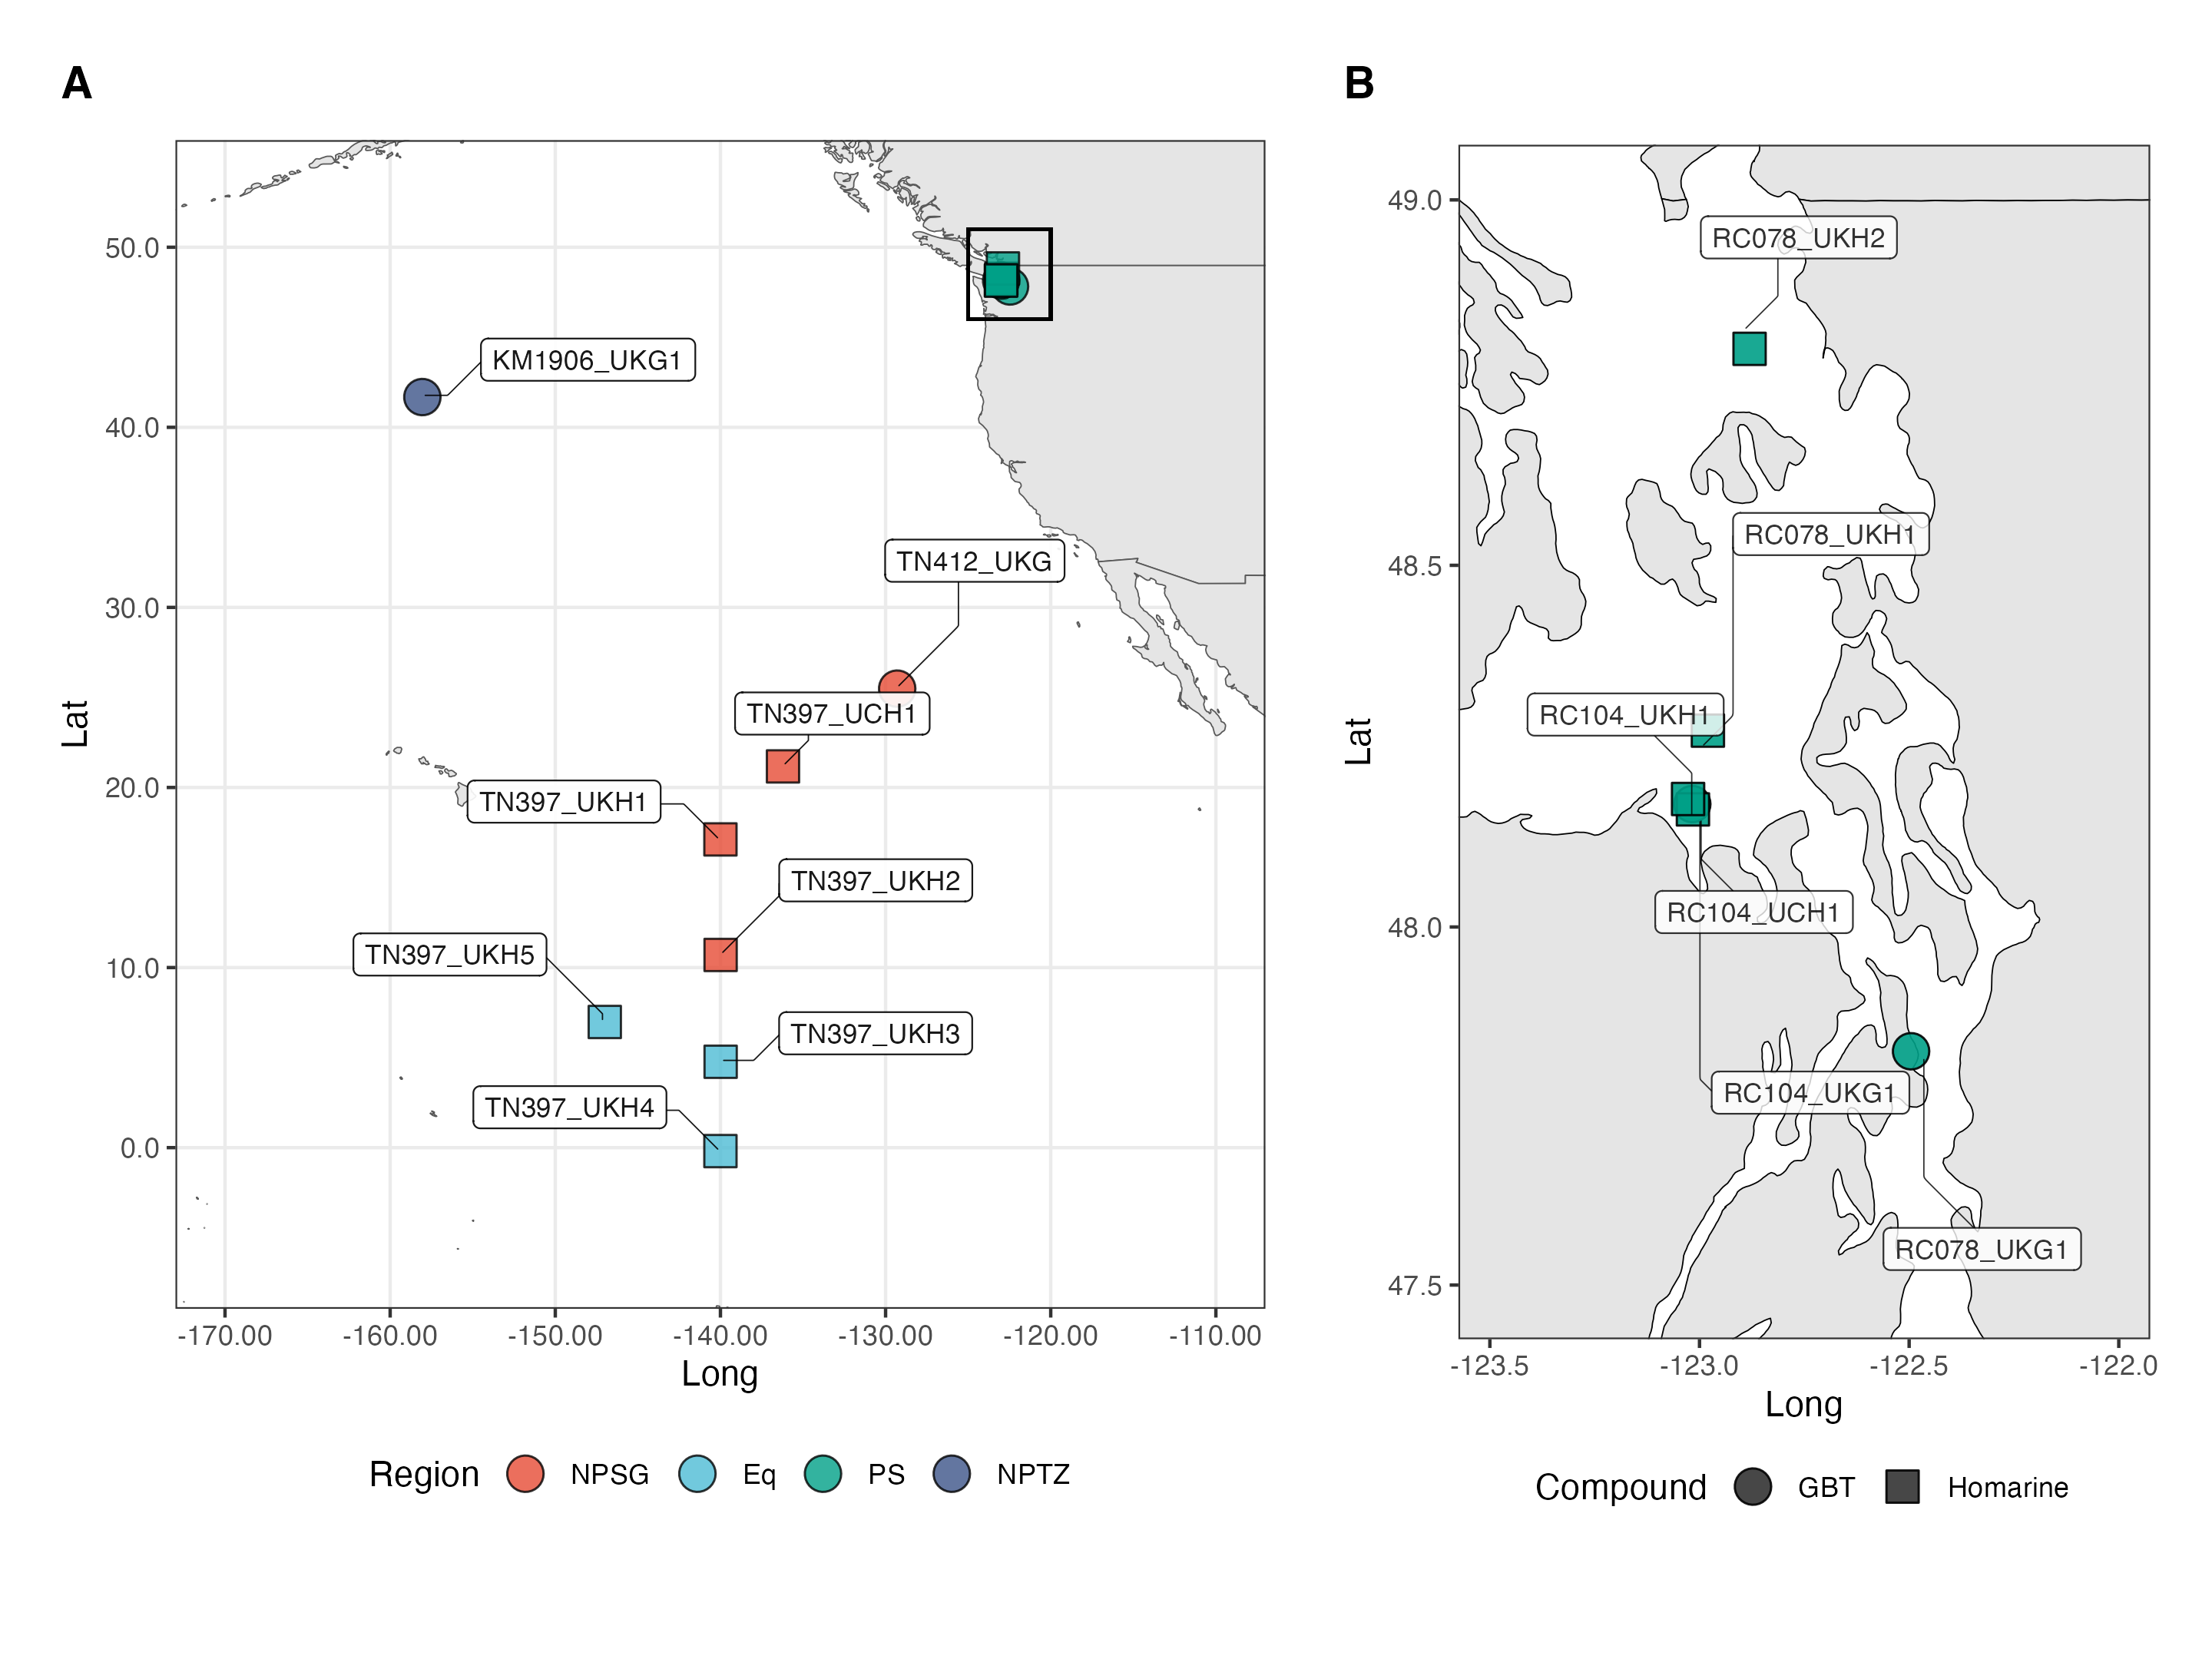 A
50.0
40.0
30.0
20.0
10.0
0.0
Lat
KM1906_UKG1
TN412_UKG
TN397_UCH1
TN397_UKH1
TN397_UKH2
TN397_UKH5
TN397_UKH3
TN397_UKH4
-170.00 -160.00 -150.00 -140.00 -130.00 -120.00 -110.00
Long
Region NPSG Eq PS NPTZ
B
49.0
48.5
48.0
47.5
Lat
RC078_UKH2
RC078_UKH1
RC104_UKH1
RC104_UCH1
RC104_UKG1
RC078_UKG1
-123.5 -123.0 -122.5 -122.0
Long
Compound GBT Homarine